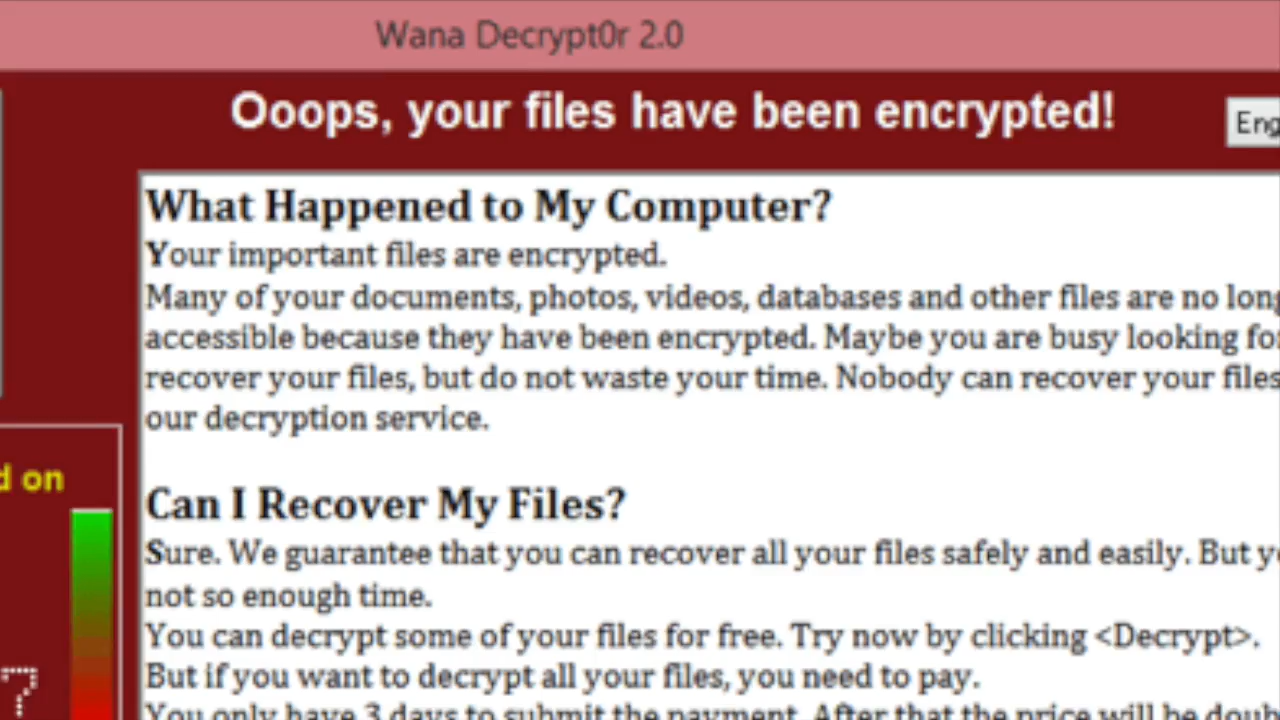 Wana Decrypt0r 2.0
Ooops, your files have been encrypted!
Eng
What Happened to My Computer?
Your important files are encrypted.
Many of your documents, photos, videos, databases and other files are no long
accessible because they have been encrypted. Maybe you are busy looking fo
recover your files, but do not waste your time. Nobody can recover your files
our decryption service.
d on
Can I Recover My Files?
Sure. We guarantee that you can recover all your files safely and easily. But y
not so enough time.
You can decrypt some of your files for free. Try now by clicking <Decrypt>.
7
But if you want to decrypt all your files, you need to pay.
You only have 3 days to submit the payment. After that the price will be doub